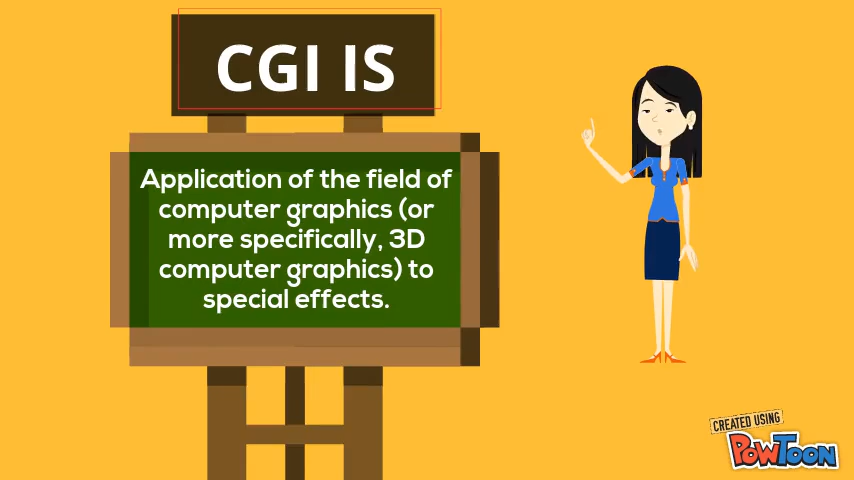 CGI IS
Application of the field of
computer graphics (or
more specifically, 3D
computer graphics) to
special effects.
CREATED USING
POWTOON